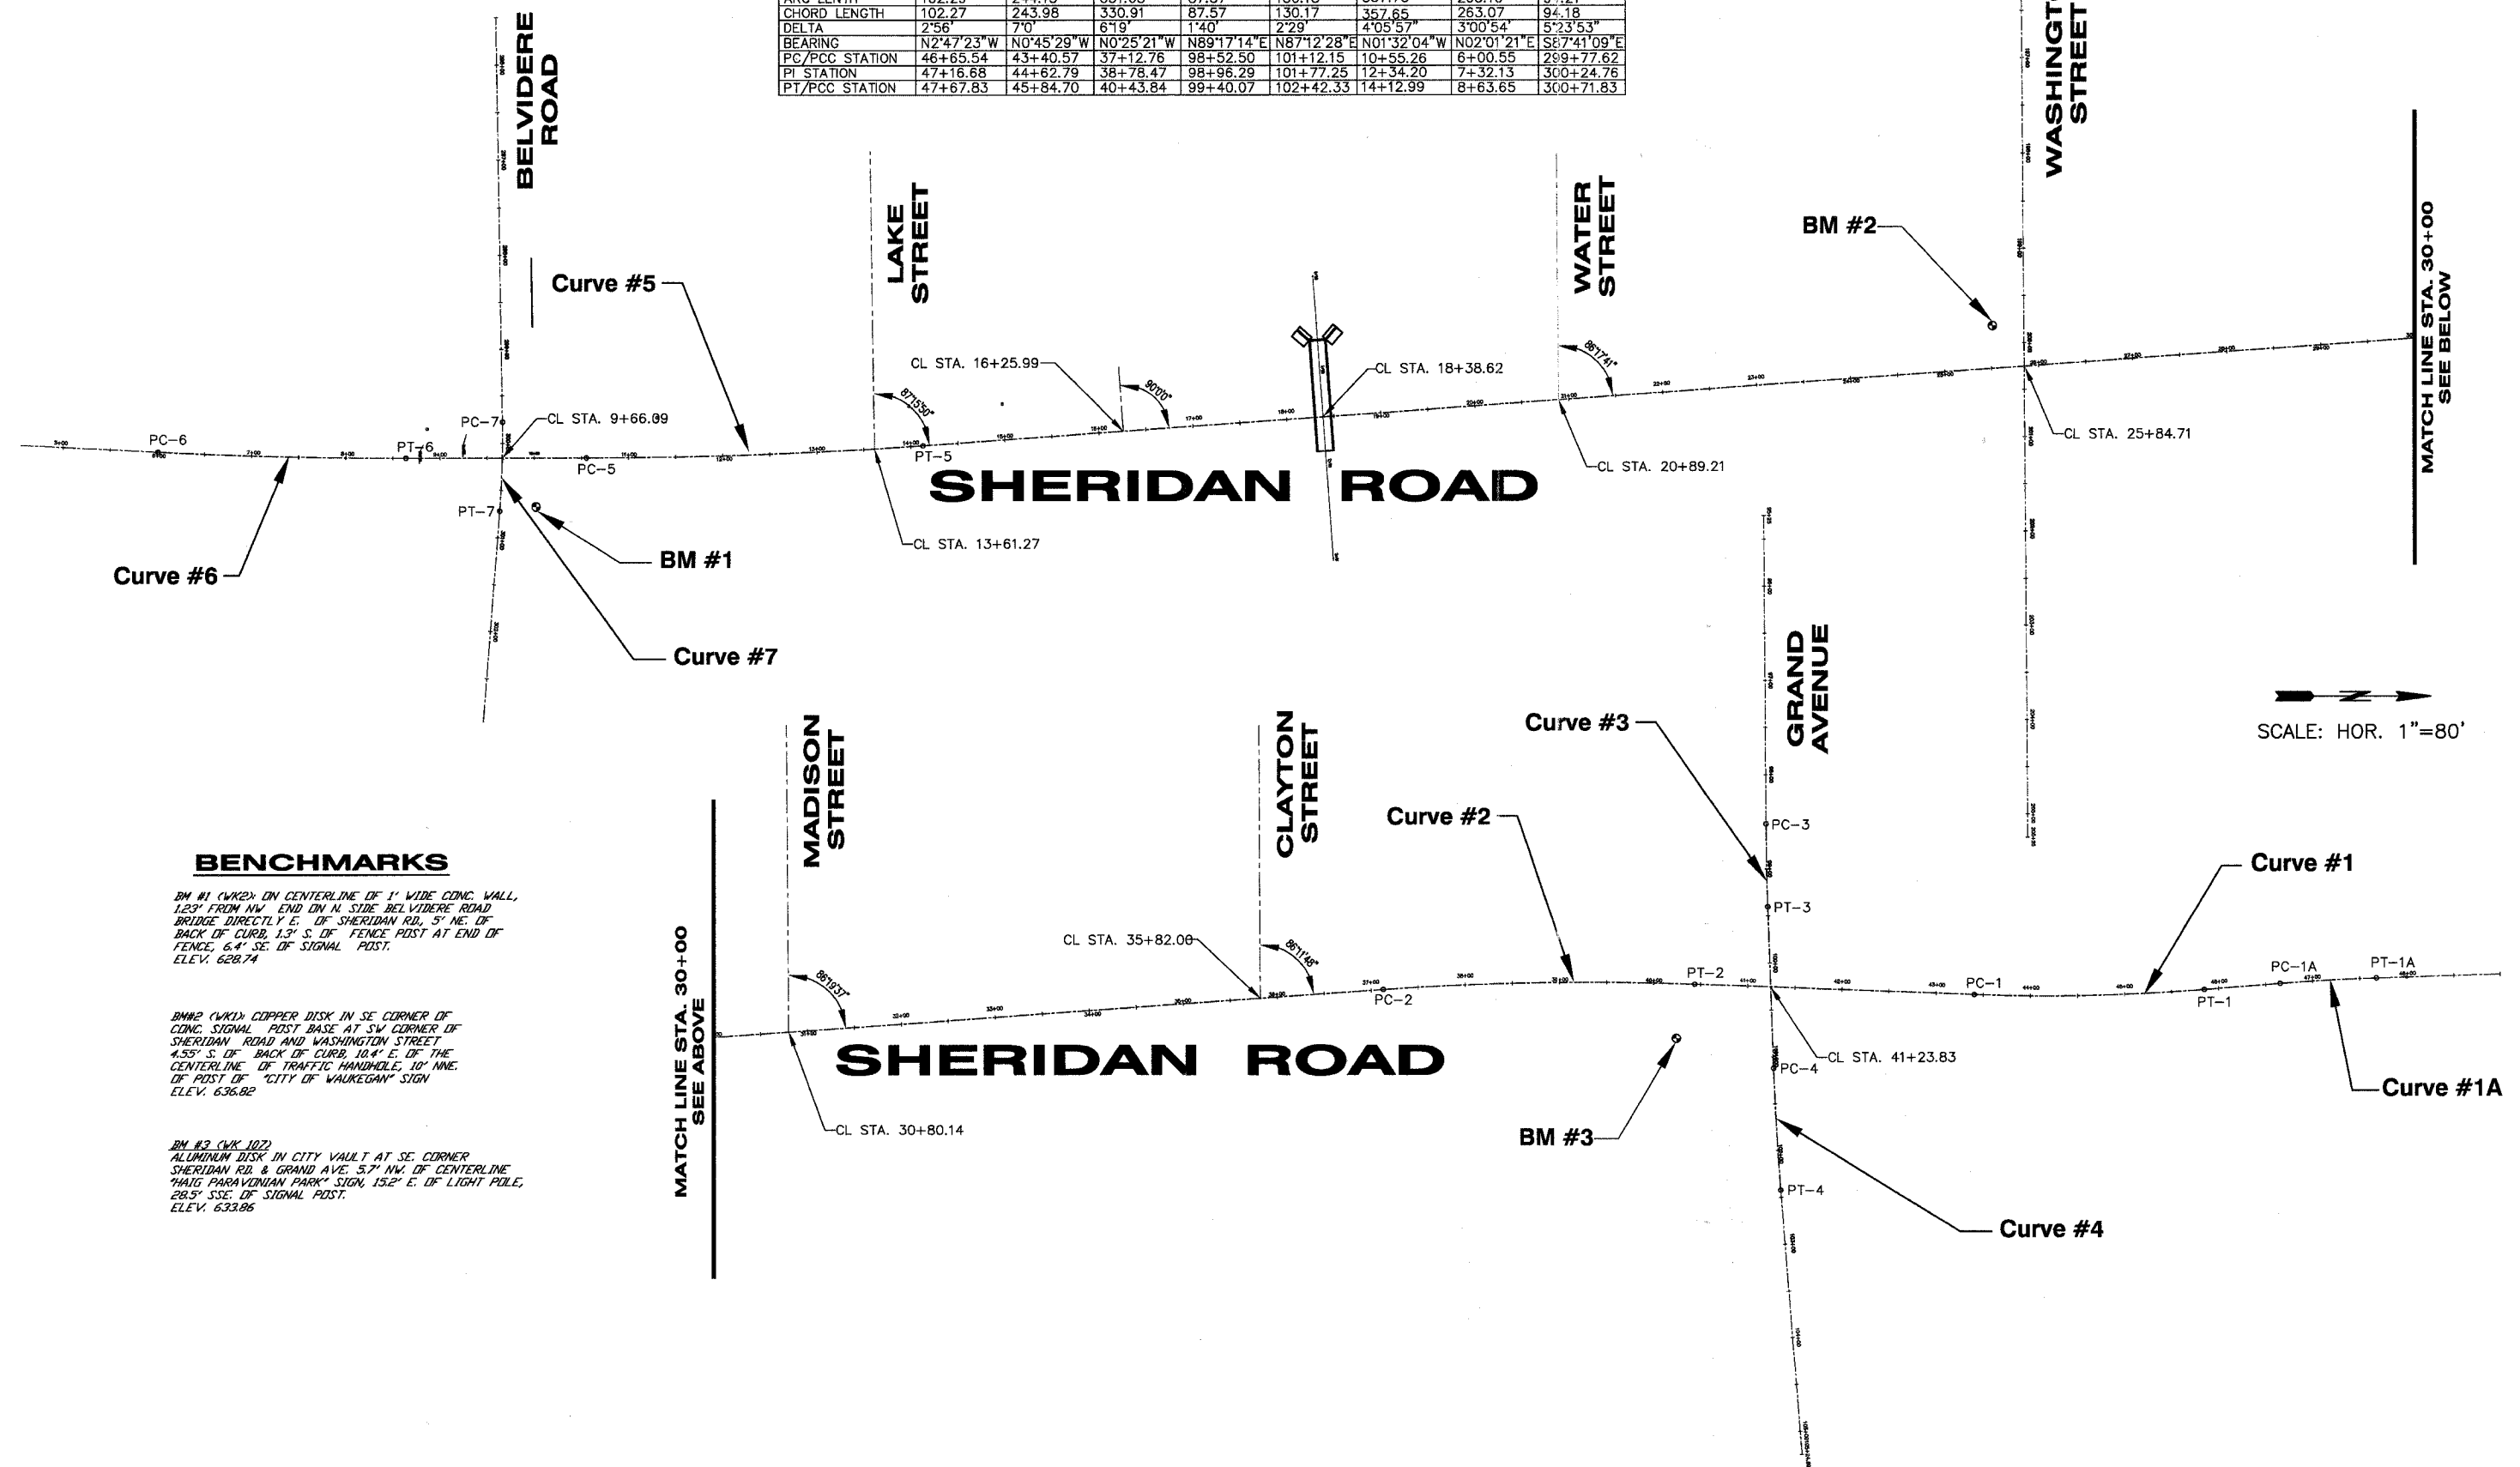 CHORD LENGTH 102.27 243.98 330.91 87.57 130.17 357.65 263.07 94.18
DELTA 2°56' 7°0' 6°19' 1°40' 2°29' 4°05'57" 3°00'54" 5°23'53"
BEARING N2°47'23"W N0°45'29"W N0°25'21"W N89°17'14"E N87°12'28"E N01°32'04"W N02°01'21"E S87°41'09"E
PC/PCC STATION 46+65.54 43+40.57 37+12.76 98+52.50 101+12.15 10+55.26 6+00.55 299+77.62
PI STATION 47+16.68 44+62.79 38+78.47 98+96.29 101+77.25 12+34.20 7+32.13 300+24.76
PT/PCC STATION 47+67.83 45+84.70 40+43.84 99+40.07 102+42.33 14+12.99 8+63.65 300+71.83
BELVIDERE
ROAD
LAKE
STREET
WATER
STREET
STREET
BM #2
MATCH LINE STA. 30+00
SEE BELOW
Curve #5
CL STA. 16+25.99
90°0'0"
CL STA. 18+38.62
86°17'41"
87°15'50"
PC-7
CL STA. 9+66.09
PC-6
PT-6
PC-5
PT-5
CL STA. 25+84.71
CL STA. 20+89.21
SHERIDAN ROAD
PT-7
CL STA. 13+61.27
BM #1
Curve #6
Curve #7
GRAND
AVENUE
SCALE: HOR. 1"=80'
MADISON
STREET
CLAYTON
STREET
Curve #3
Curve #2
PC-3
Curve #1
PT-3
BENCHMARKS
BM #1 (WK2): ON CENTERLINE OF 1' WIDE CONC. WALL,
1.23' FROM NW END ON N. SIDE BELVIDERE ROAD
BRIDGE DIRECTLY E. OF SHERIDAN RD., 5' NE. OF
BACK OF CURB, 1.3' S. OF FENCE POST AT END OF
FENCE, 6.4' SE. OF SIGNAL POST.
ELEV. 628.74
BM#2 (WK1): COPPER DISK IN SE CORNER OF
CONC. SIGNAL POST BASE AT SW CORNER OF
SHERIDAN ROAD AND WASHINGTON STREET
4.55' S. OF BACK OF CURB, 10.4' E. OF THE
CENTERLINE OF TRAFFIC HANDHOLE, 10' NNE.
OF POST OF "CITY OF WAUKEGAN" SIGN
ELEV. 636.82
BM #3 (WK 107)
ALUMINUM DISK IN CITY VAULT AT SE. CORNER
SHERIDAN RD. & GRAND AVE. 5.7' NW. OF CENTERLINE
"HAIG PARAVONIAN PARK" SIGN, 15.2' E. OF LIGHT POLE,
28.5' SSE. OF SIGNAL POST.
ELEV. 633.86
MATCH LINE STA. 30+00
SEE ABOVE
CL STA. 35+82.00
86°11'48"
86°19'37"
PC-2
PT-2
PC-1
PT-1
PC-1A
PT-1A
SHERIDAN ROAD
CL STA. 41+23.83
PC-4
Curve #1A
CL STA. 30+80.14
BM #3
PT-4
Curve #4